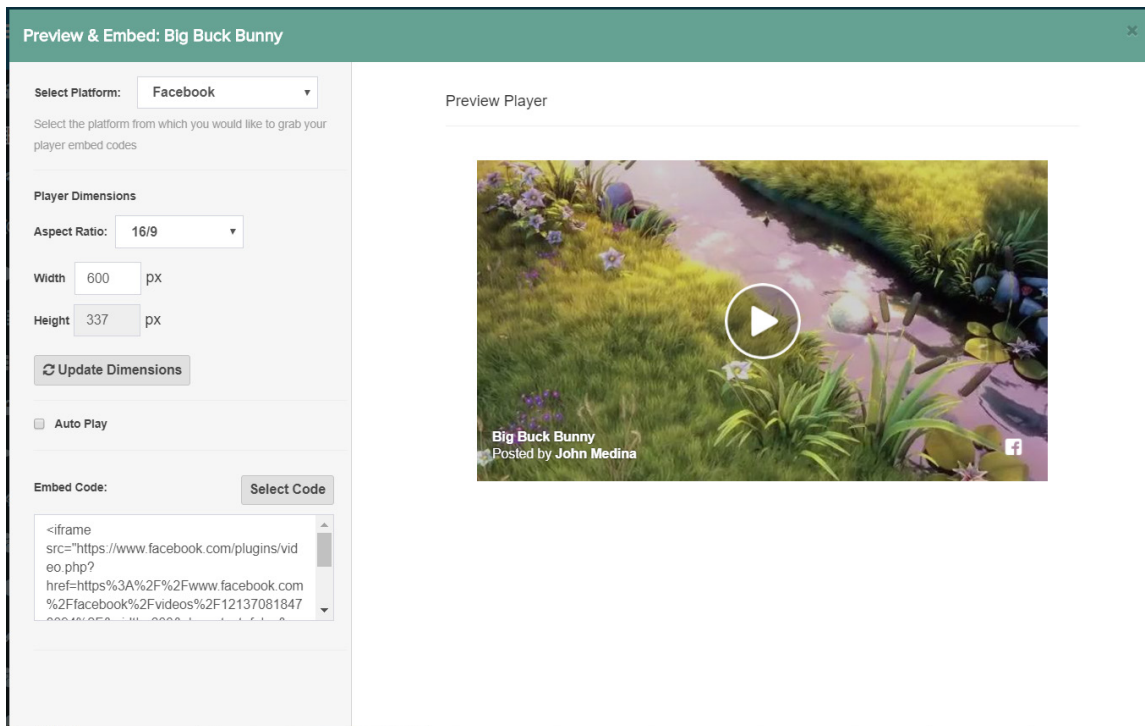 Preview & Embed: Big Buck Bunny
×
Select Platform:
Facebook
Select the platform from which you would like to grab your
player embed codes
Player Dimensions
Aspect Ratio:
16/9
Width
600
px
Height
337
px
Update Dimensions
Auto Play
Embed Code:
Select Code
<iframe
src="https://www.facebook.com/plugins/vid
eo.php?
href=https%3A%2F%2Fwww.facebook.com
%2Ffacebook%2Fvideos%2F12137081847
Preview Player
Big Buck Bunny
Posted by John Medina